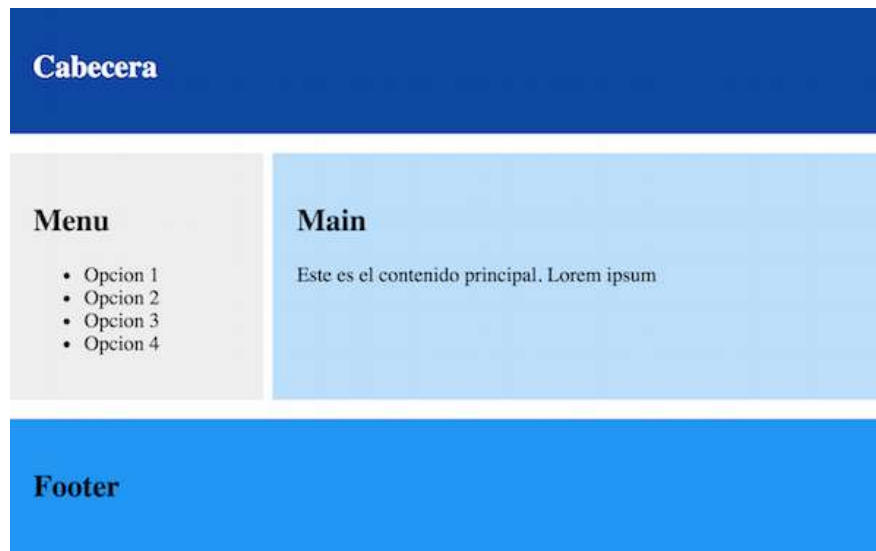 Cabecera
Menu
Opcion 1
Opcion 2
Opcion 3
Opcion 4
Main
Este es el contenido principal. Lorem ipsum
Footer